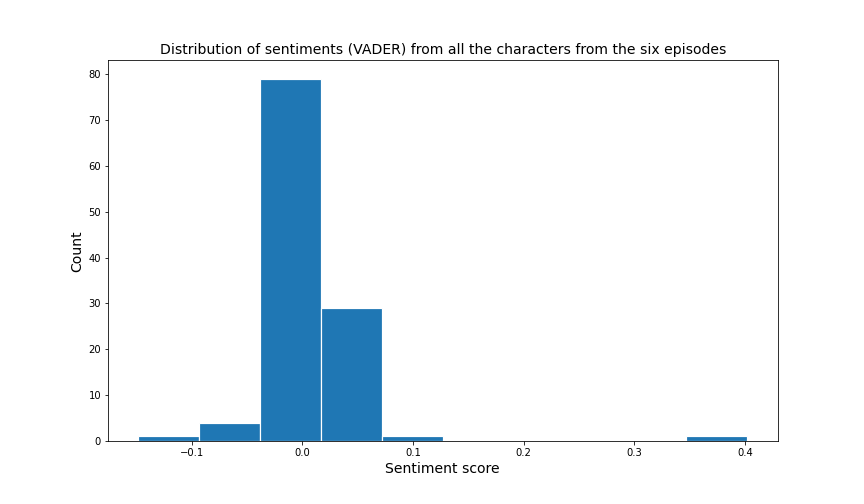 Distribution of sentiments (VADER) from all the characters from the six episodes
80
70
60
50
40
30
20
10
0
Count
−0.1 0.0 0.1 0.2 0.3 0.4
Sentiment score